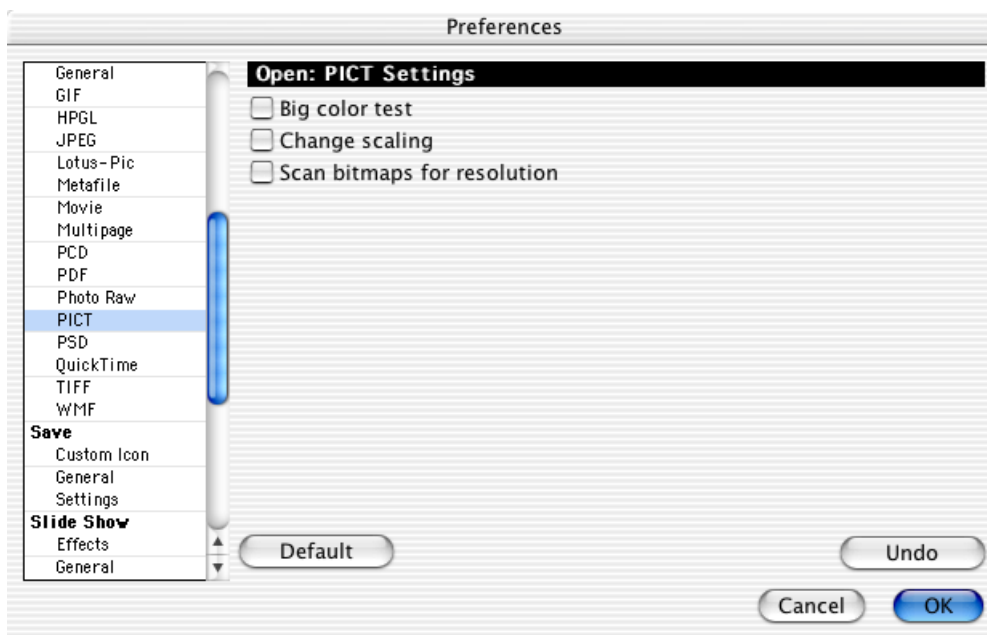 Preferences
General
GIF
HPGL
JPEG
Lotus-Pic
Metafile
Movie
Multipage
PCD
PDF
Photo Raw
PICT
PSD
QuickTime
TIFF
WMF
Save
Custom Icon
General
Settings
Slide Show
Effects
General
Open: PICT Settings
Big color test
Change scaling
Scan bitmaps for resolution
Default
Undo
Cancel
OK